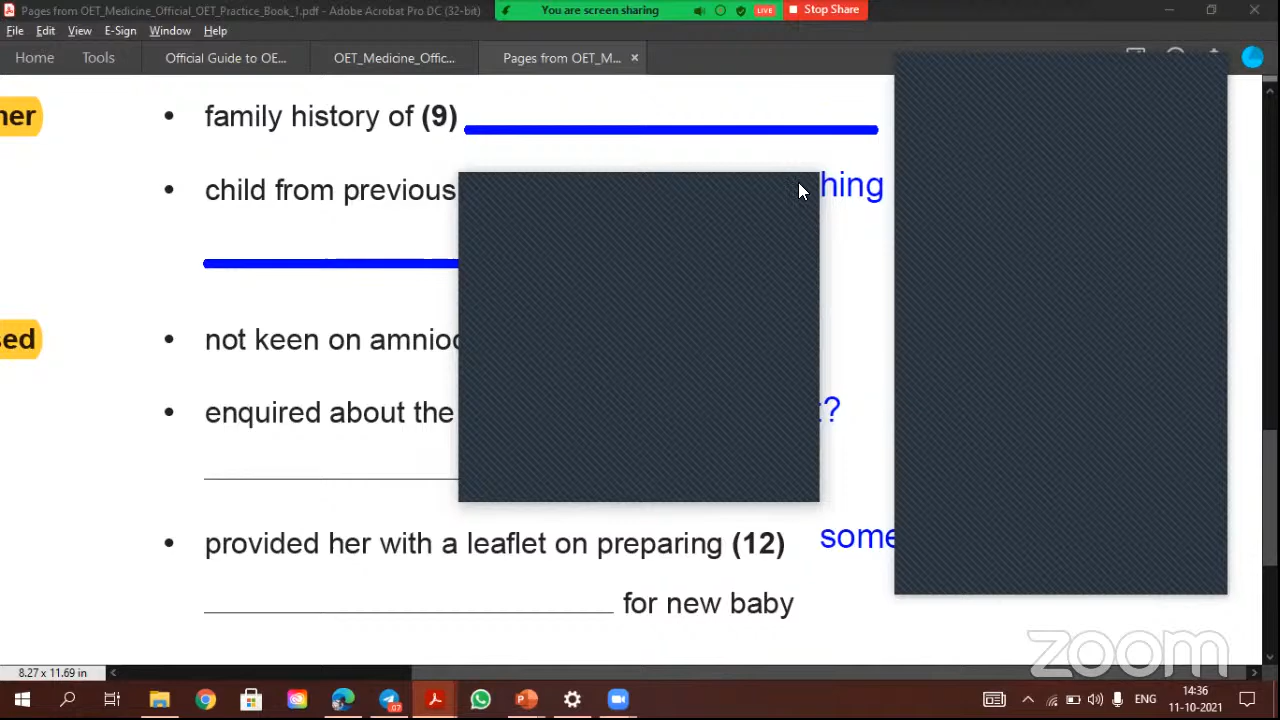 Pages from OET_Medicine_Official_OET_Practice_Book_1.pdf - Adobe Acrobat Pro DC (32-bit)
You are screen sharing
LIVE
Stop Share
File Edit View E-Sign Window Help
Home Tools
Official Guide to OE...
OET_Medicine_Offic...
Pages from OET_M... ×
her
• family history of (9)
• child from previous
hing
sed
• not keen on amnioc
• enquired about the
?
• provided her with a leaflet on preparing (12)
some
for new baby
zoom
8.27 x 11.69 in
ENG
14:36
11-10-2021